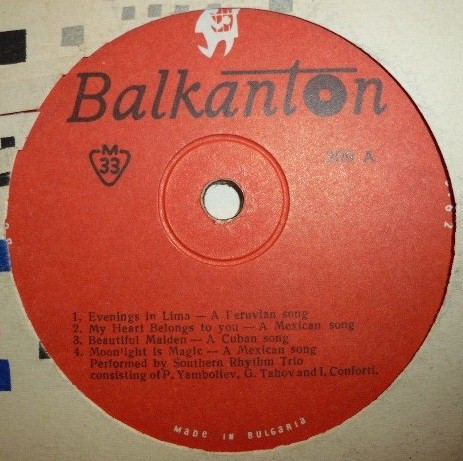 Balkanton
M
33
A
1. Evenings in Lima — A Peruvian song
2. My Heart Belongs to you — A Mexican song
3. Beautiful Maiden — A Cuban song
4. Moonlight is Magic — A Mexican song
Performed by Southern Rhythm Trio
consisting of P. Yamboliev, G. Tahov and I. Conforti.
MADE IN BULGARIA